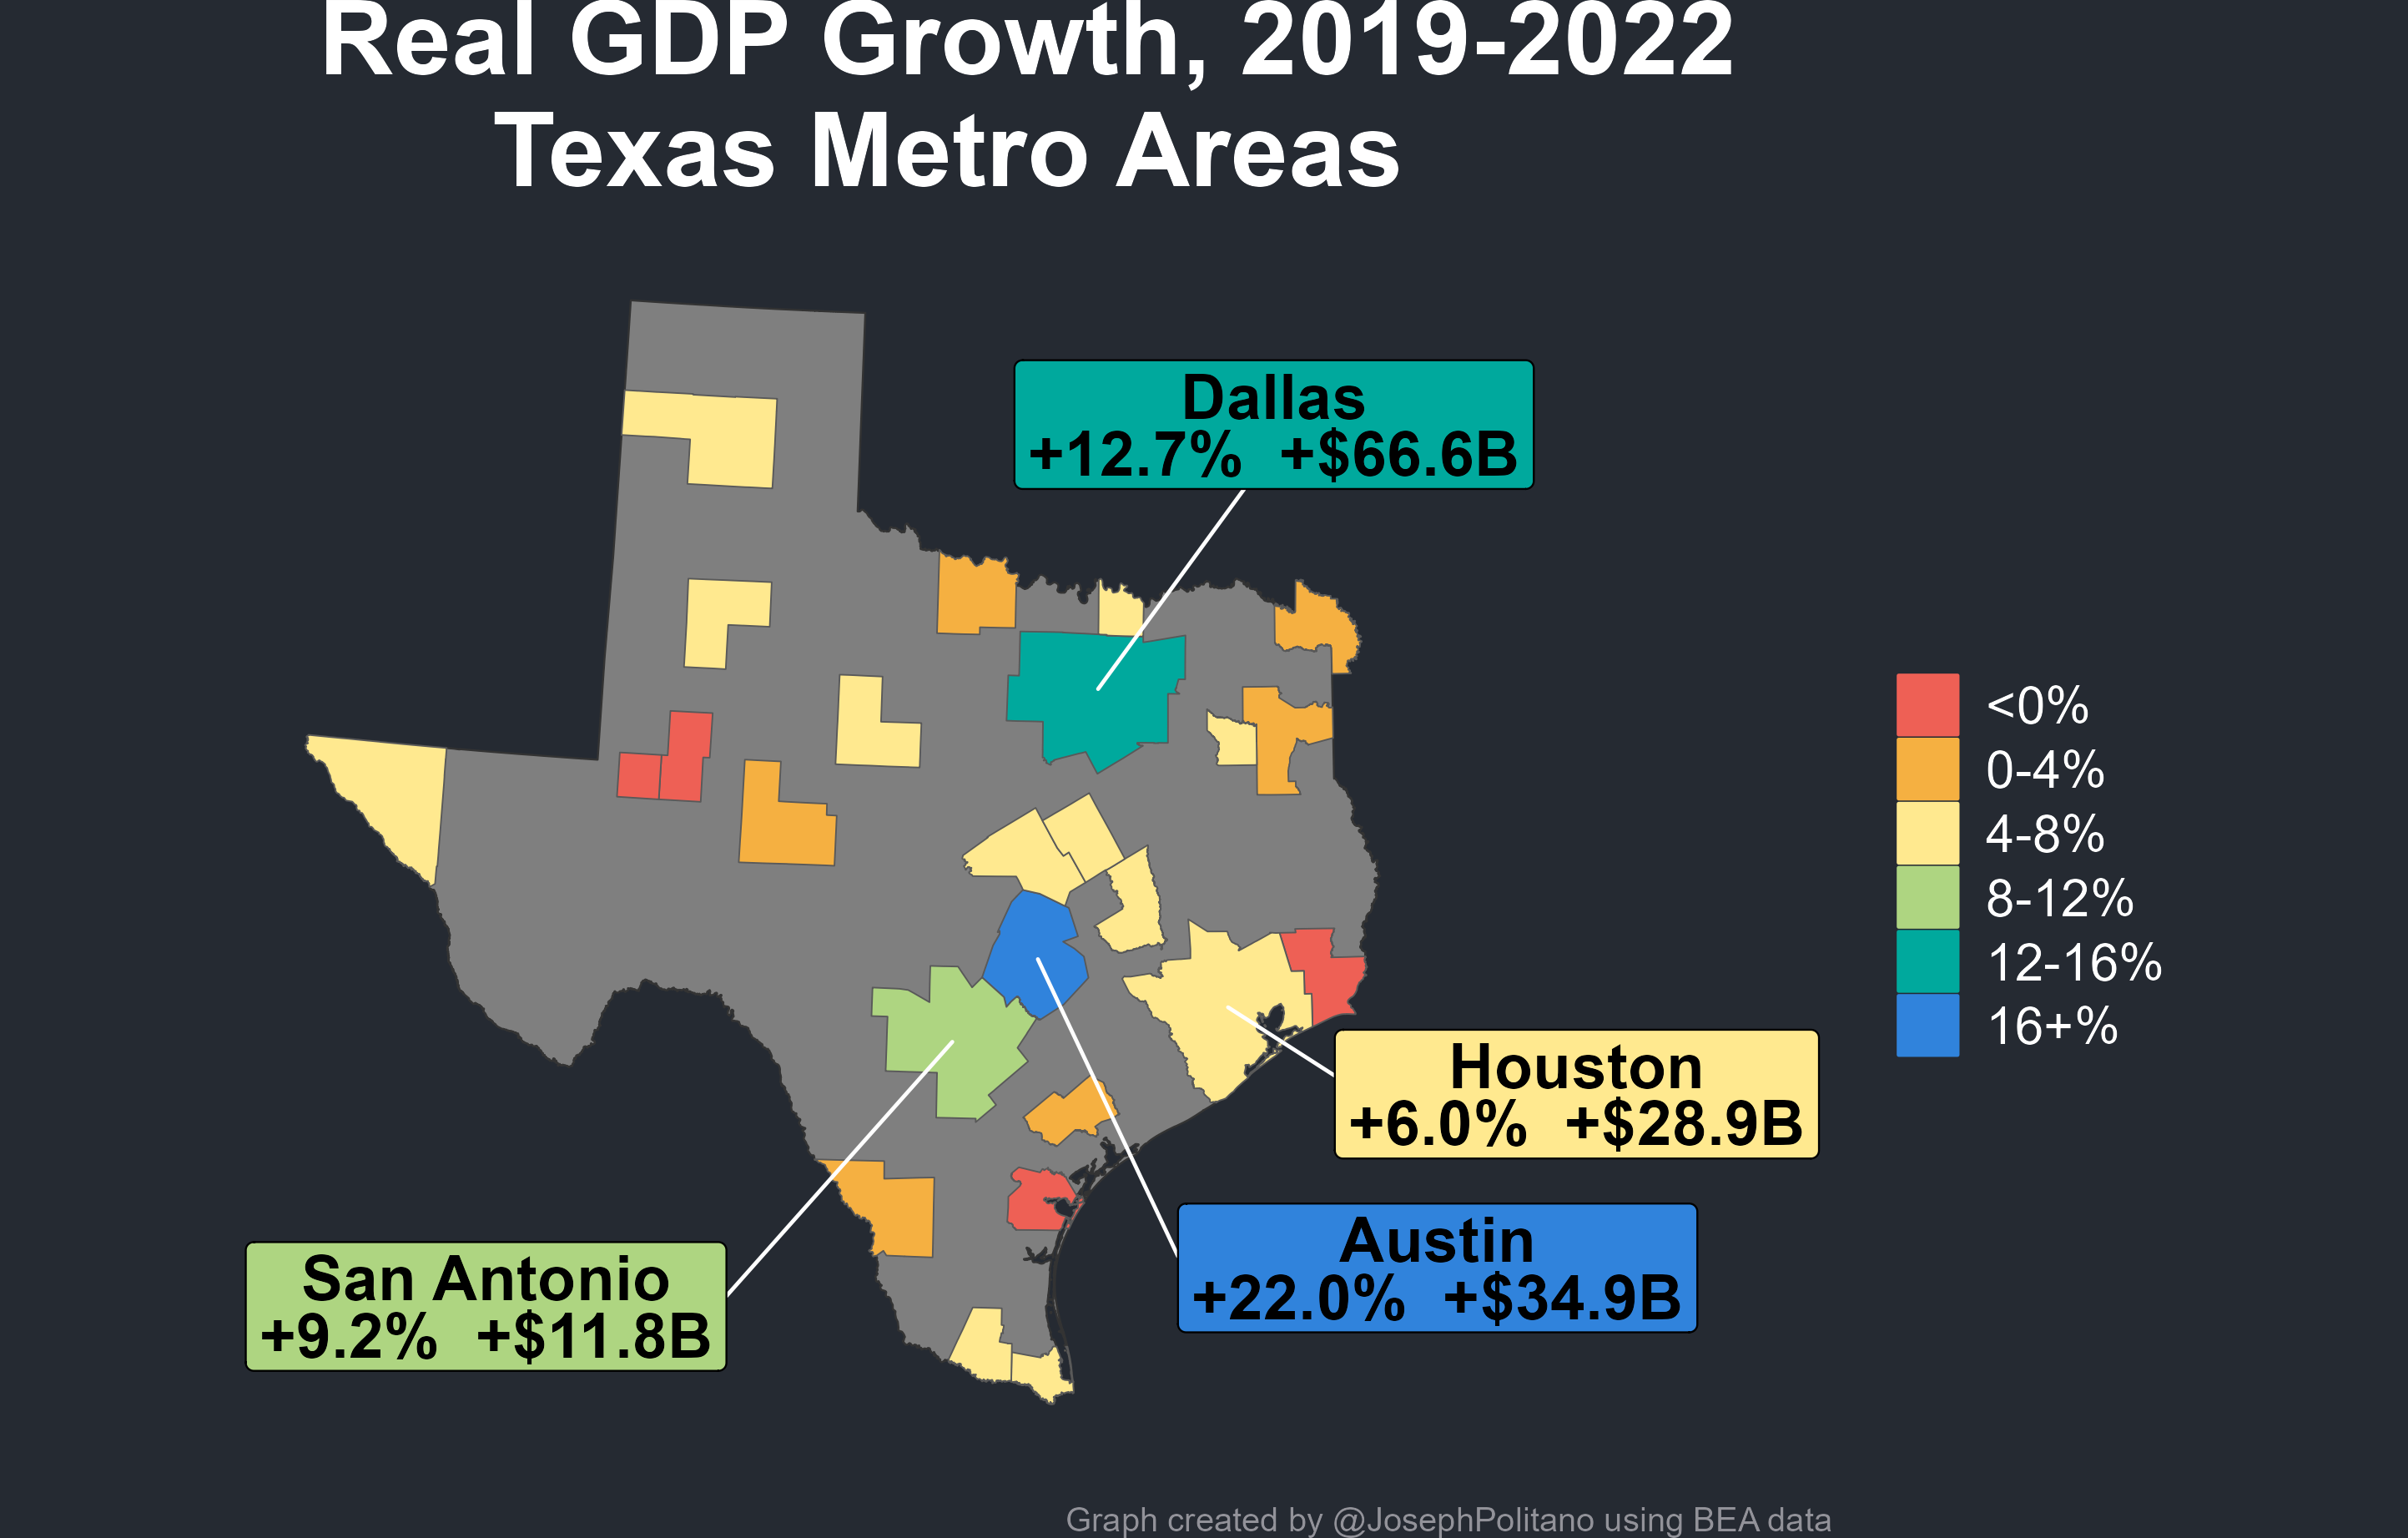 Real GDP Growth, 2019-2022
Texas Metro Areas
Dallas
+12.7% +$66.6B
<0%
0-4%
4-8%
8-12%
12-16%
16+%
Houston
+6.0% +$28.9B
Austin
+22.0% +$34.9B
San Antonio
+9.2% +$11.8B
Graph created by @JosephPolitano using BEA data